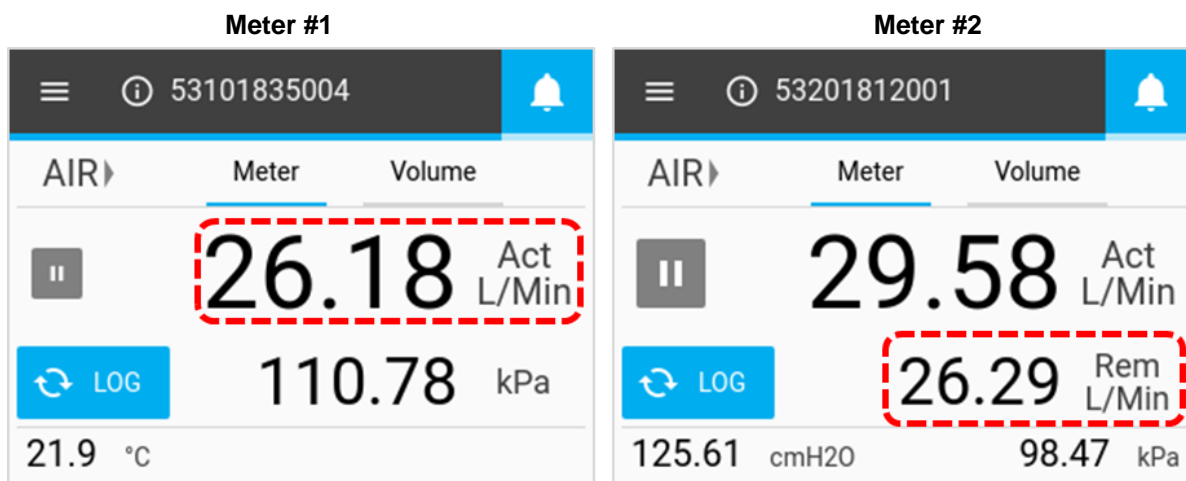 Meter #1
53101835004
AIR Meter Volume
26.18 Act L/Min
LOG 110.78 kPa
21.9 °C
Meter #2
53201812001
AIR Meter Volume
29.58 Act L/Min
LOG 26.29 Rem L/Min
125.61 cmH2O 98.47 kPa